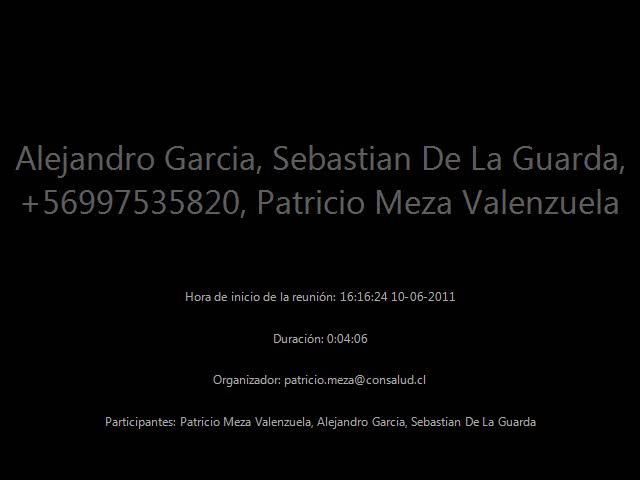 Alejandro Garcia, Sebastian De La Guarda,
+56997535820, Patricio Meza Valenzuela
Hora de inicio de la reunión: 16:16:24 10-06-2011
Duración: 0:04:06
Organizador: patricio.meza@consalud.cl
Participantes: Patricio Meza Valenzuela, Alejandro Garcia, Sebastian De La Guarda